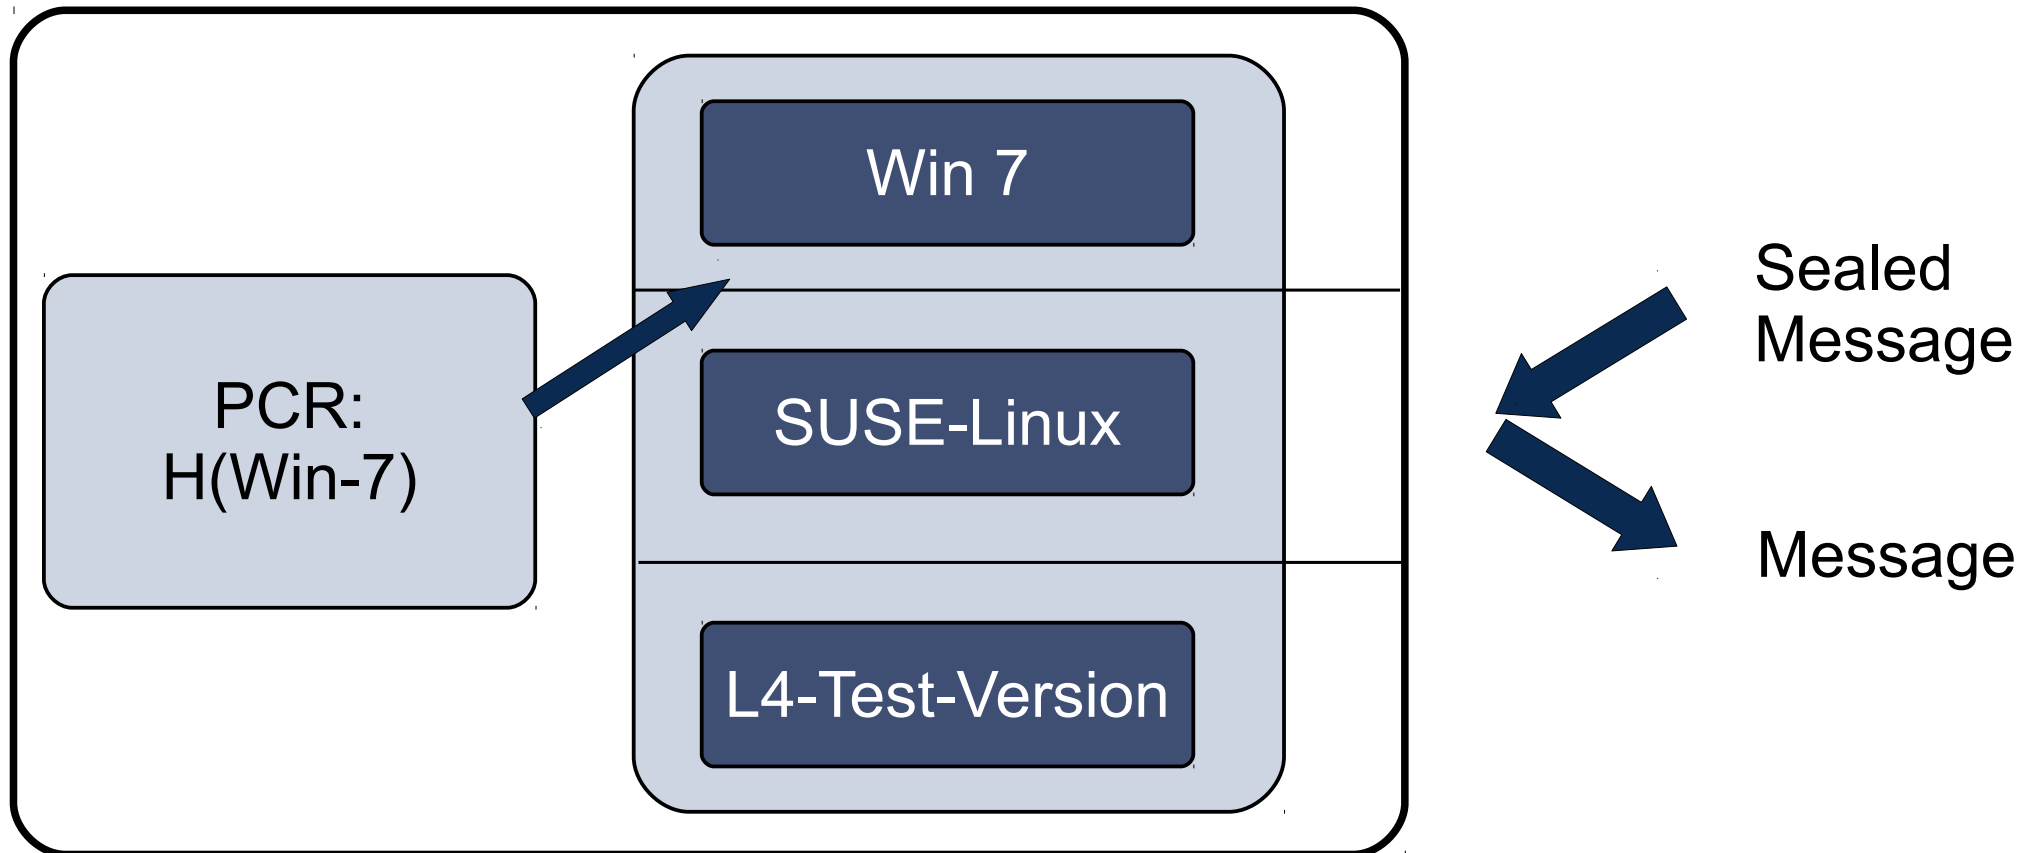 Win 7
Sealed
Message
PCR:
H(Win-7)
SUSE-Linux
Message
L4-Test-Version